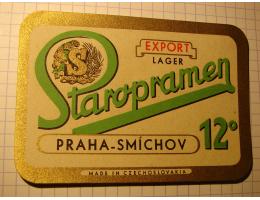 EXPORT
LAGER
S
Staropramen
PRAHA-SMÍCHOV 12°
MADE IN CZECHOSLOVAKIA